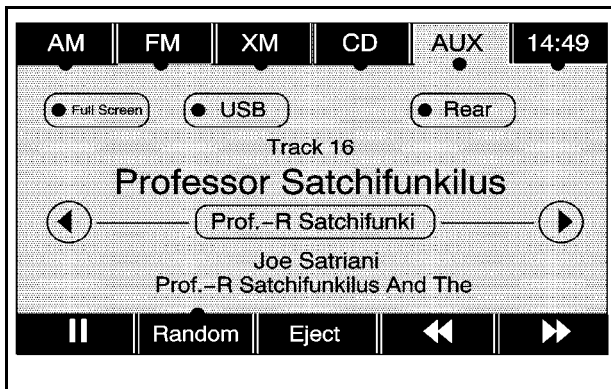 AM FM XM CD AUX 14:49
Full Screen USB Rear
Track 16
Professor Satchifunkilus
Prof.–R Satchifunki
Joe Satriani
Prof.–R Satchifunkilus And The
Random Eject